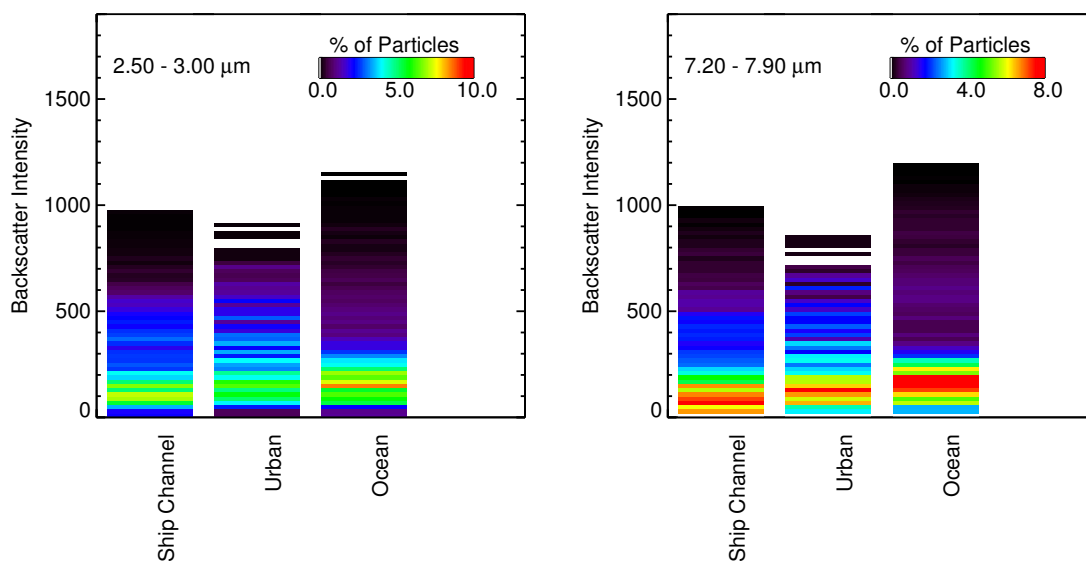 % of Particles
2.50 - 3.00 μm
0.0 5.0 10.0
Backscatter Intensity
1500
1000
500
0
Ship Channel
Urban
Ocean
% of Particles
7.20 - 7.90 μm
0.0 4.0 8.0
Backscatter Intensity
1500
1000
500
0
Ship Channel
Urban
Ocean